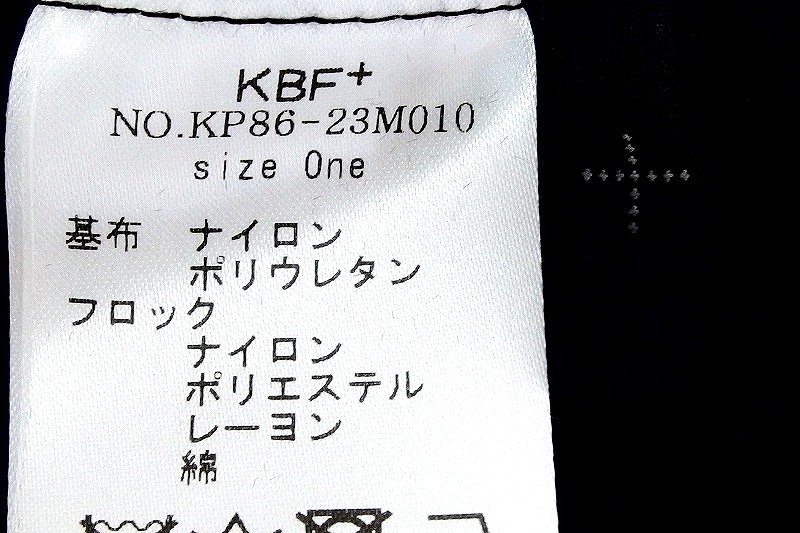 KBF+
NO.KP86-23M010
size One
基布 ナイロン
ポリウレタン
フロック
ナイロン
ポリエステル
レーヨン
綿